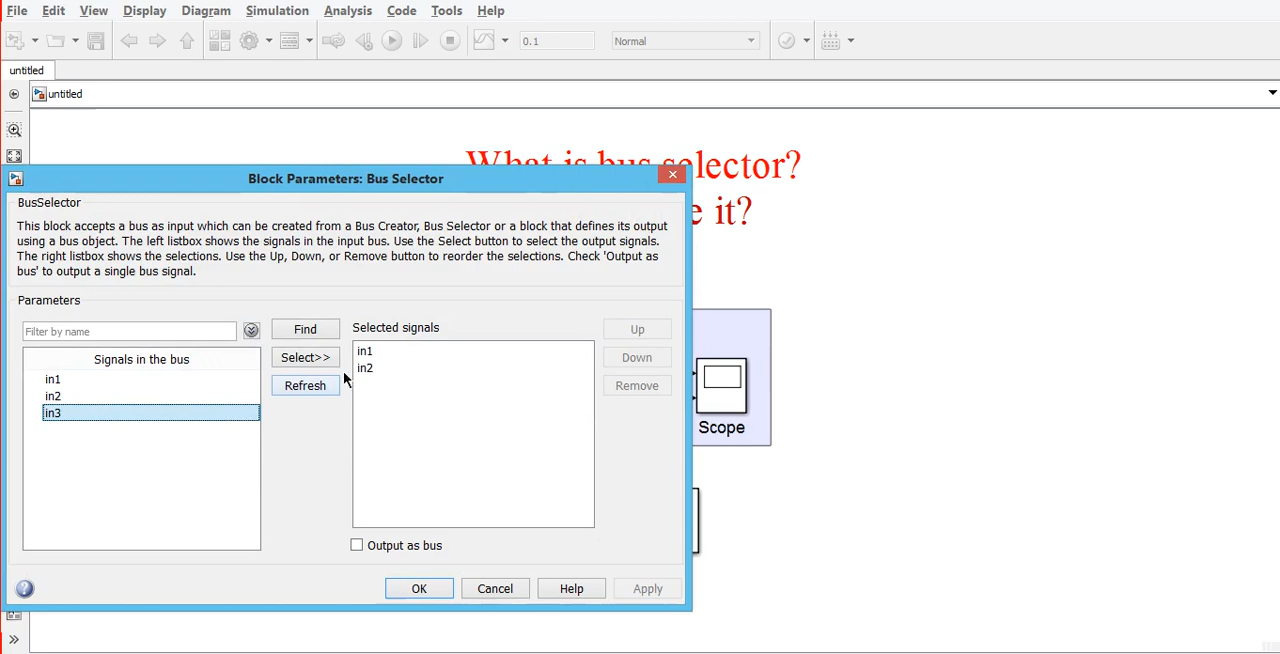 File Edit View Display Diagram Simulation Analysis Code Tools Help
0.1 Normal
untitled
untitled
What is bus selector?
e it?
Block Parameters: Bus Selector
BusSelector
This block accepts a bus as input which can be created from a Bus Creator, Bus Selector or a block that defines its output
using a bus object. The left listbox shows the signals in the input bus. Use the Select button to select the output signals.
The right listbox shows the selections. Use the Up, Down, or Remove button to reorder the selections. Check 'Output as
bus' to output a single bus signal.
Parameters
Filter by name
Find
Selected signals
Up
Signals in the bus
Select>>
in1
Down
in1
Refresh
in2
Remove
in2
in3
Scope
Output as bus
OK Cancel Help Apply